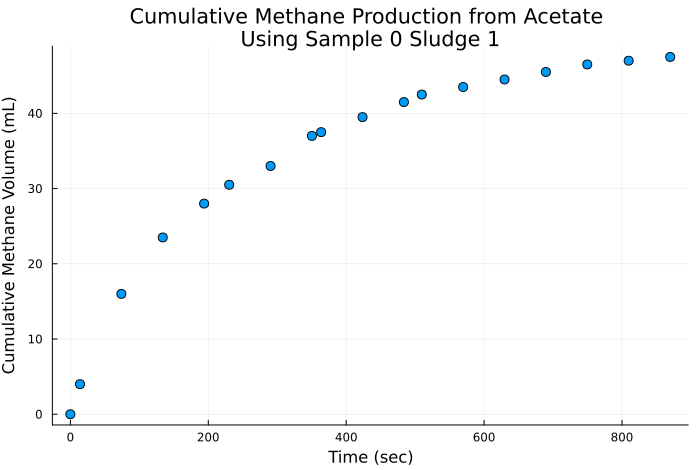 Cumulative Methane Production from Acetate
Using Sample 0 Sludge 1
Cumulative Methane Volume (mL)
40
30
20
10
0
0 200 400 600 800
Time (sec)